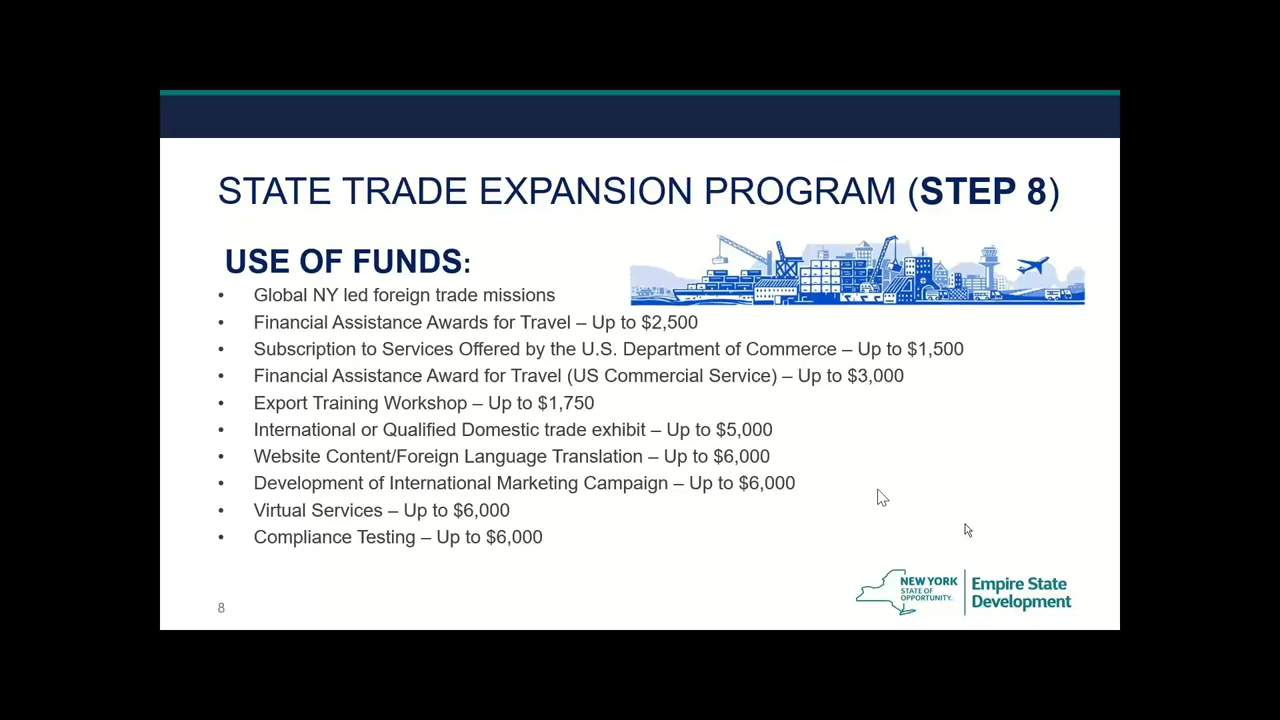 STATE TRADE EXPANSION PROGRAM (STEP 8)
USE OF FUNDS:
• Global NY led foreign trade missions
• Financial Assistance Awards for Travel – Up to $2,500
• Subscription to Services Offered by the U.S. Department of Commerce – Up to $1,500
• Financial Assistance Award for Travel (US Commercial Service) – Up to $3,000
• Export Training Workshop – Up to $1,750
• International or Qualified Domestic trade exhibit – Up to $5,000
• Website Content/Foreign Language Translation – Up to $6,000
• Development of International Marketing Campaign – Up to $6,000
• Virtual Services – Up to $6,000
• Compliance Testing – Up to $6,000
8
NEW YORK
STATE OF
OPPORTUNITY.
Empire State
Development